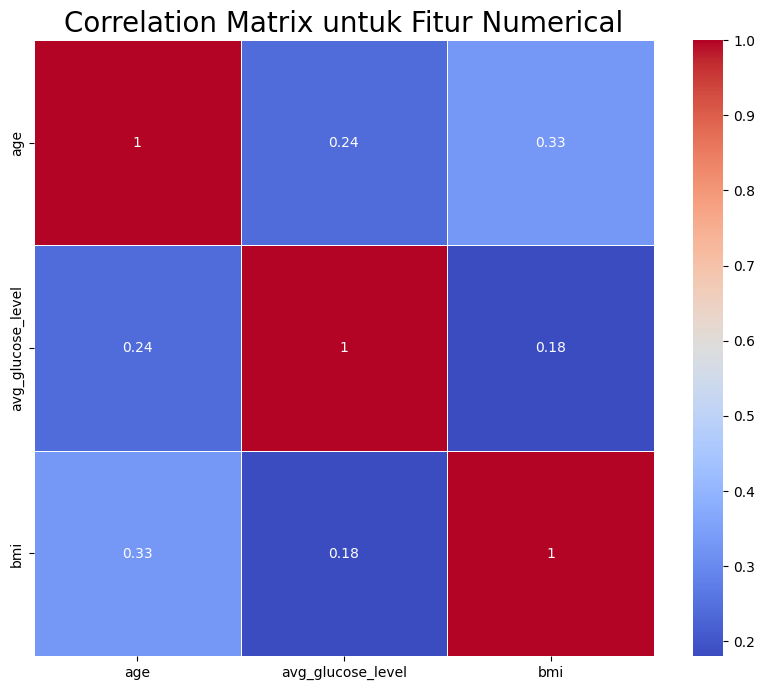 Correlation Matrix untuk Fitur Numerical
age
1
0.24
0.33
avg_glucose_level
0.24
1
0.18
bmi
0.33
0.18
1
age
avg_glucose_level
bmi
1.0
0.9
0.8
0.7
0.6
0.5
0.4
0.3
0.2